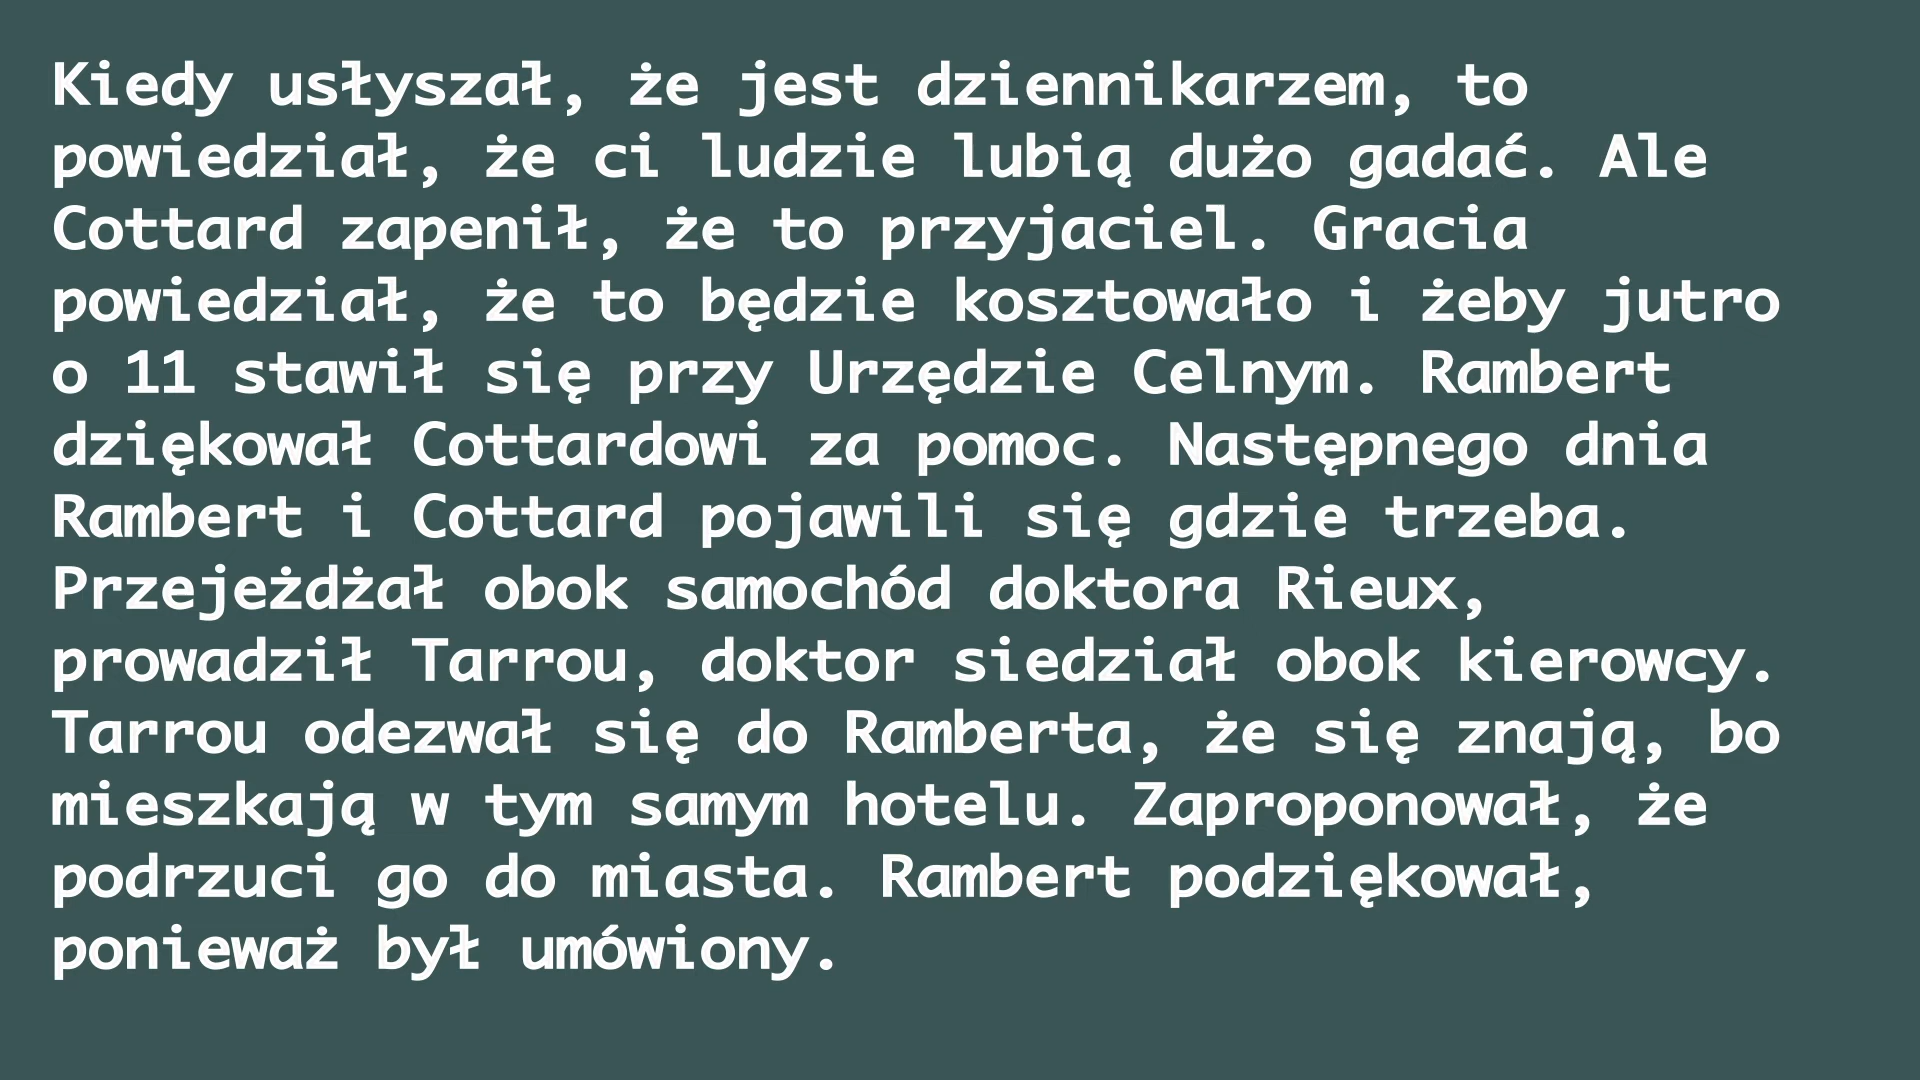 Kiedy usłyszał, że jest dziennikarzem, to
powiedział, że ci ludzie lubią dużo gadać. Ale
Cottard zapenił, że to przyjaciel. Gracia
powiedział, że to będzie kosztowało i żeby jutro
o 11 stawił się przy Urzędzie Celnym. Rambert
dziękował Cottardowi za pomoc. Następnego dnia
Rambert i Cottard pojawili się gdzie trzeba.
Przejeżdżał obok samochód doktora Rieux,
prowadził Tarrou, doktor siedział obok kierowcy.
Tarrou odezwał się do Ramberta, że się znają, bo
mieszkają w tym samym hotelu. Zaproponował, że
podrzuci go do miasta. Rambert podziękował,
ponieważ był umówiony.